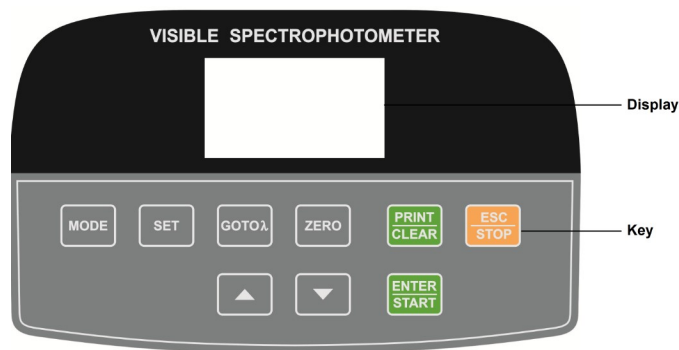 VISIBLE SPECTROPHOTOMETER
Display
MODE
SET
GOTOλ
ZERO
PRINT
CLEAR
ESC
STOP
Key
ENTER
START